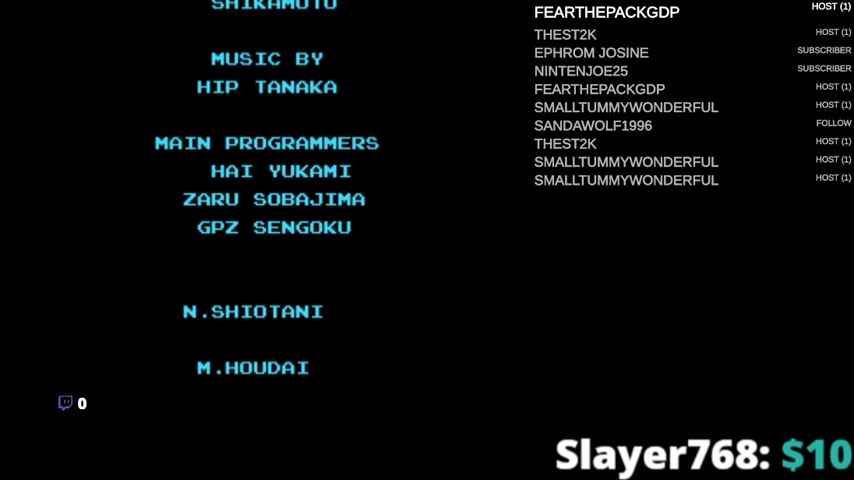 SHIKAMOTO
MUSIC BY
HIP TANAKA
MAIN PROGRAMMERS
HAI YUKAMI
ZARU SOBAJIMA
GPZ SENGOKU
N.SHIOTANI
M.HOUDAI
0
FEARTHEPACKGDP HOST (1)
THEST2K HOST (1)
EPHROM JOSINE SUBSCRIBER
NINTENJOE25 SUBSCRIBER
FEARTHEPACKGDP HOST (1)
SMALLTUMMYWONDERFUL HOST (1)
SANDAWOLF1996 FOLLOW
THEST2K HOST (1)
SMALLTUMMYWONDERFUL HOST (1)
SMALLTUMMYWONDERFUL HOST (1)
Slayer768: $10